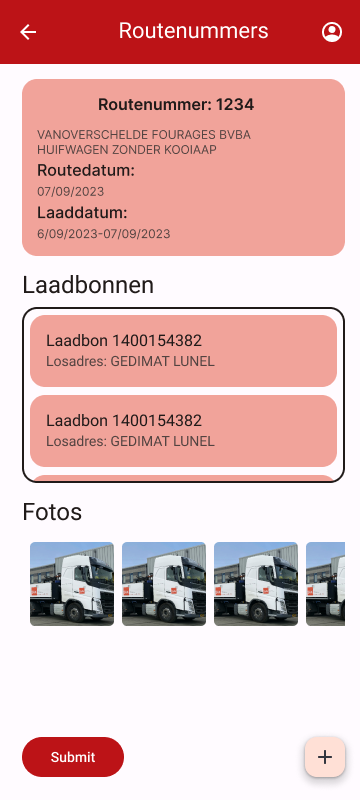 Routenummers
Routenummer: 1234
VANOVERSCHELDE FOURAGES BVBA
HUIFWAGEN ZONDER KOOIAAP
Routedatum:
07/09/2023
Laaddatum:
6/09/2023-07/09/2023
Laadbonnen
Laadbon 1400154382
Losadres: GEDIMAT LUNEL
Laadbon 1400154382
Losadres: GEDIMAT LUNEL
Fotos
Submit